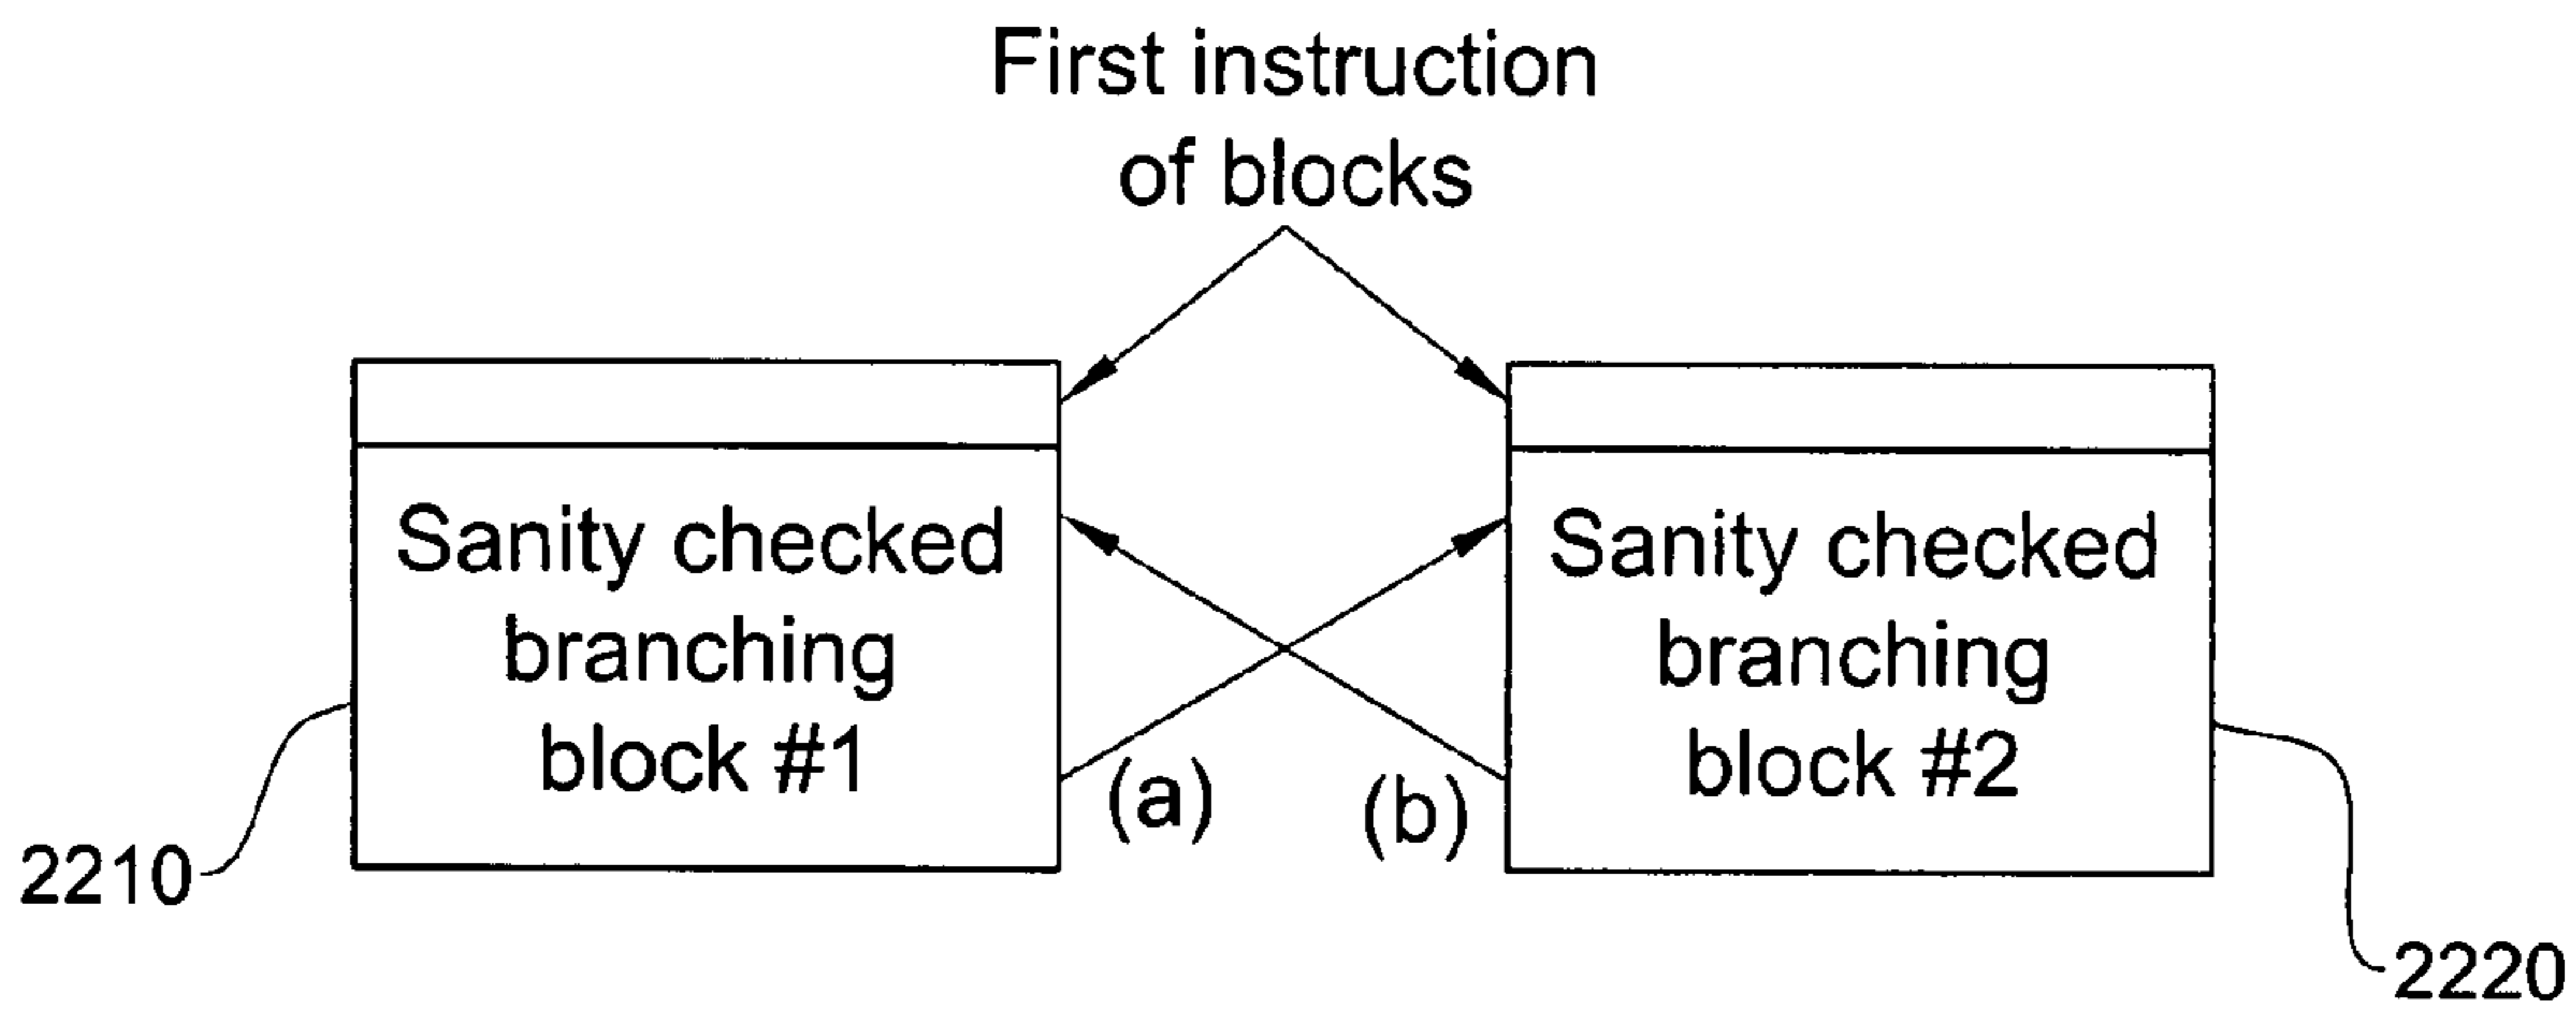 First instruction
of blocks
Sanity checked
branching
block #1
Sanity checked
branching
block #2
(a)
(b)
2210
2220